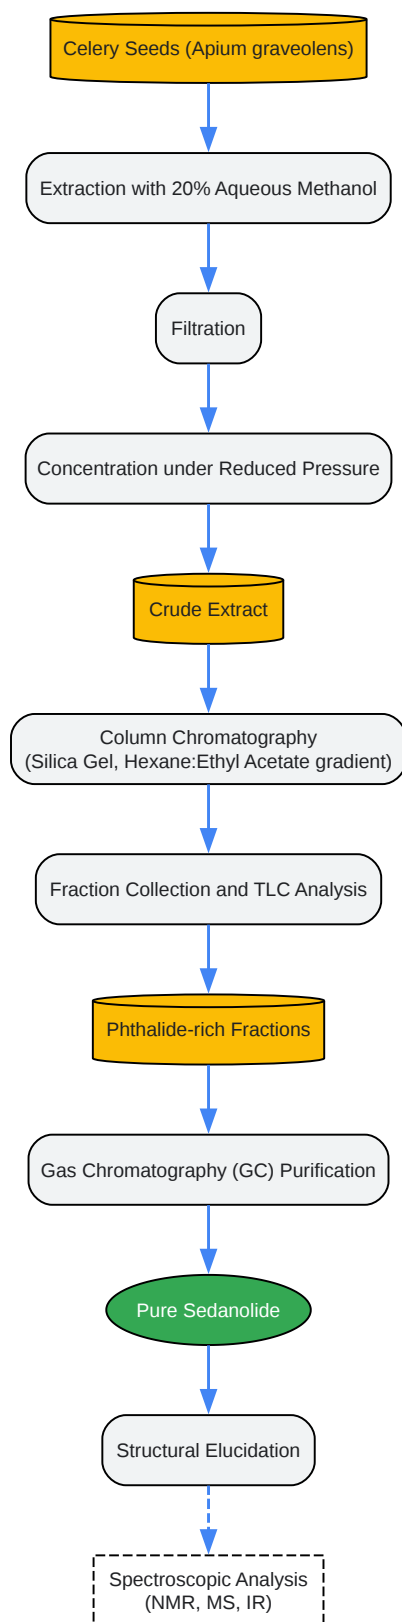 Celery Seeds (Apium graveolens)
Extraction with 20% Aqueous Methanol
Filtration
Concentration under Reduced Pressure
Crude Extract
Column Chromatography
(Silica Gel, Hexane:Ethyl Acetate gradient)
Fraction Collection and TLC Analysis
Phthalide-rich Fractions
Gas Chromatography (GC) Purification
Pure Sedanolide
Structural Elucidation
Spectroscopic Analysis
(NMR, MS, IR)